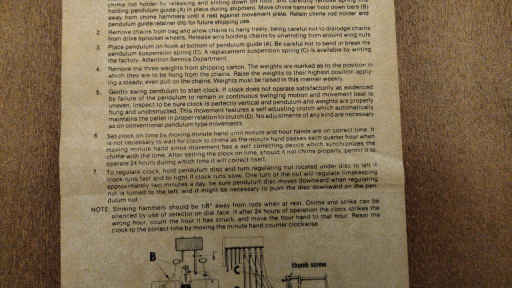 chime rod holder by releasing and sliding down on rod, and carefully remove spring
holding pendulum guide (A) in place during shipment. Move chime hammer hold down bars (B)
away from chime hammers until it rest against movement plate. Retain chime rod holder and
pendulum guide retainer clip for future shipping use.
2. Remove chains from bag and allow chains to hang freely, being careful not to dislodge chains
from drive sprocket wheels. Release wire holding chains by unwinding from around wing nuts
3. Place pendulum on hook at bottom of pendulum guide (A). Be careful not to bend or break the
pendulum suspension spring (C). A replacement suspension spring (C) is available by writing
the factory. Attention Service Department.
4. Remove the three weights from shipping carton. The weights are marked as to the position in
which they are to be hung from the chains. Raise the weights to their highest position apply-
ing a steady, even pull on the chains. Weights must be raised in this manner weekly.
5. Gently swing pendulum to start clock. If clock does not operate satisfactorily as evidenced
by failure of the pendulum to remain in continuous swinging motion and movement beat is
uneven, inspect to be sure clock is perfectly vertical and pendulum and weights are properly
hung and unobstructed. This movement features a self adjusting crutch which automatically
maintains the pallet in proper relation to crutch (D). No adjustments of any kind are necessary
as on conventional pendulum type movements.
6. Set clock on time by moving minute hand until minute and hour hands are on correct time. It
is not necessary to wait for clock to chime as the minute hand passes each quarter hour when
moving minute hand since movement has a self correcting device which synchronizes the
chime with the time. After setting the clock on time, should it not chime properly, permit it to
operate 24 hours during which time it will correct itself.
7. To regulate clock, hold pendulum disc and turn regulating nut located under disc to left if
clock runs fast and to right if clock runs slow. One turn of the nut will regulate timekeeping
approximately two minutes a day. be sure pendulum disc moves downward when regulating
nut is turned to the left, and it might be necessary to push the disc downward on the pen
dulum rod.
NOTE: Striking hammers should be 1/8" away from rods when at rest. Chime and strike can be
silenced by use of selector on dial face. If after 24 hours of operation the clock strikes the
wrong hour, count the hour it has struck, and move the hour hand to that hour. Reset the
clock to the correct time by moving the minute hand counter clockwise
B
C
thumb screw